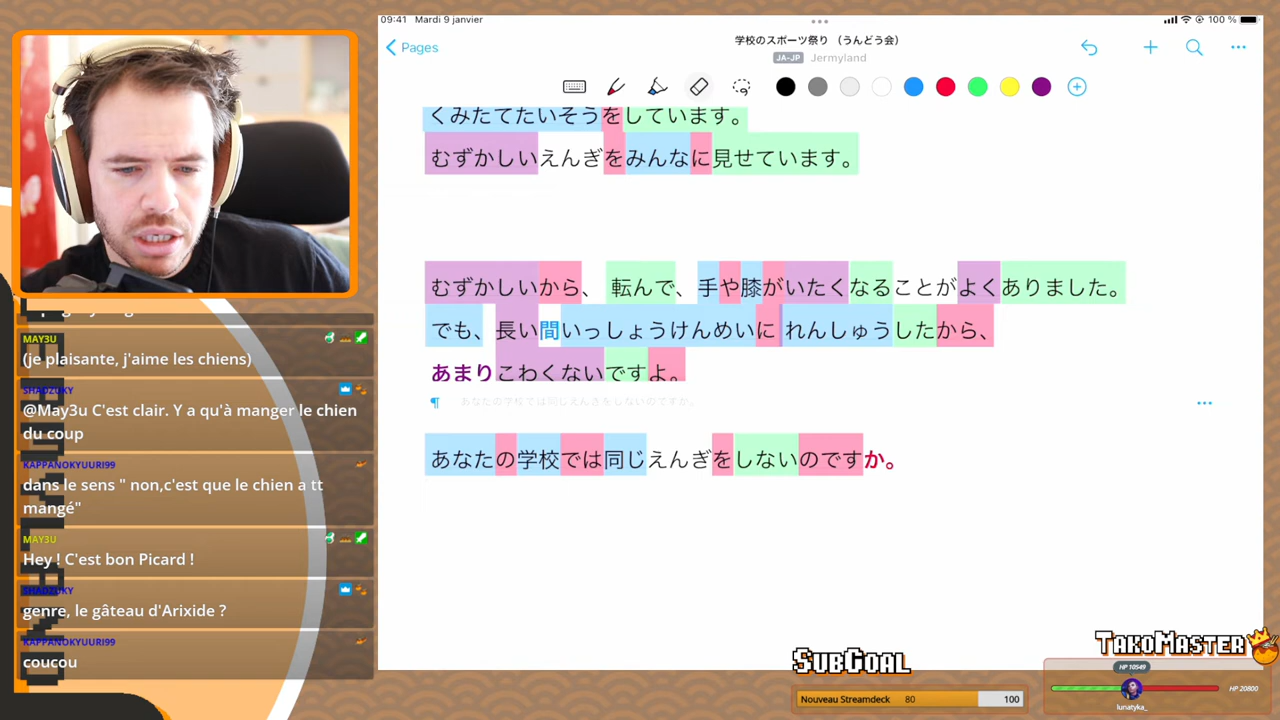 09:41 Mardi 9 janvier
100 %
Pages
学校のスポーツ祭り （うんどう会）
JA-JP Jermyland
くみたてたいそうをしています。
むずかしいえんぎをみんなに見せています。
むずかしいから、 転んで、手や膝がいたくなることがよくありました。
でも、長い間いっしょうけんめいに れんしゅうしたから、
あまりこわくないですよ。
あなたの学校では同じえんぎをしないのですか。
あなたの学校では同じえんぎをしないのですか。
MAY3U
(je plaisante, j'aime les chiens)
SHADZUKY
@May3u C'est clair. Y a qu'à manger le chien
du coup
KAPPANOKYUURI99
dans le sens " non,c'est que le chien a tt
mangé"
MAY3U
Hey ! C'est bon Picard !
SHADZUKY
genre, le gâteau d'Arixide ?
KAPPANOKYUURI99
coucou
SUBGOAL
Nouveau Streamdeck 80 100
TAKOMASTER
HP 10549
HP 20800
lunatyka_